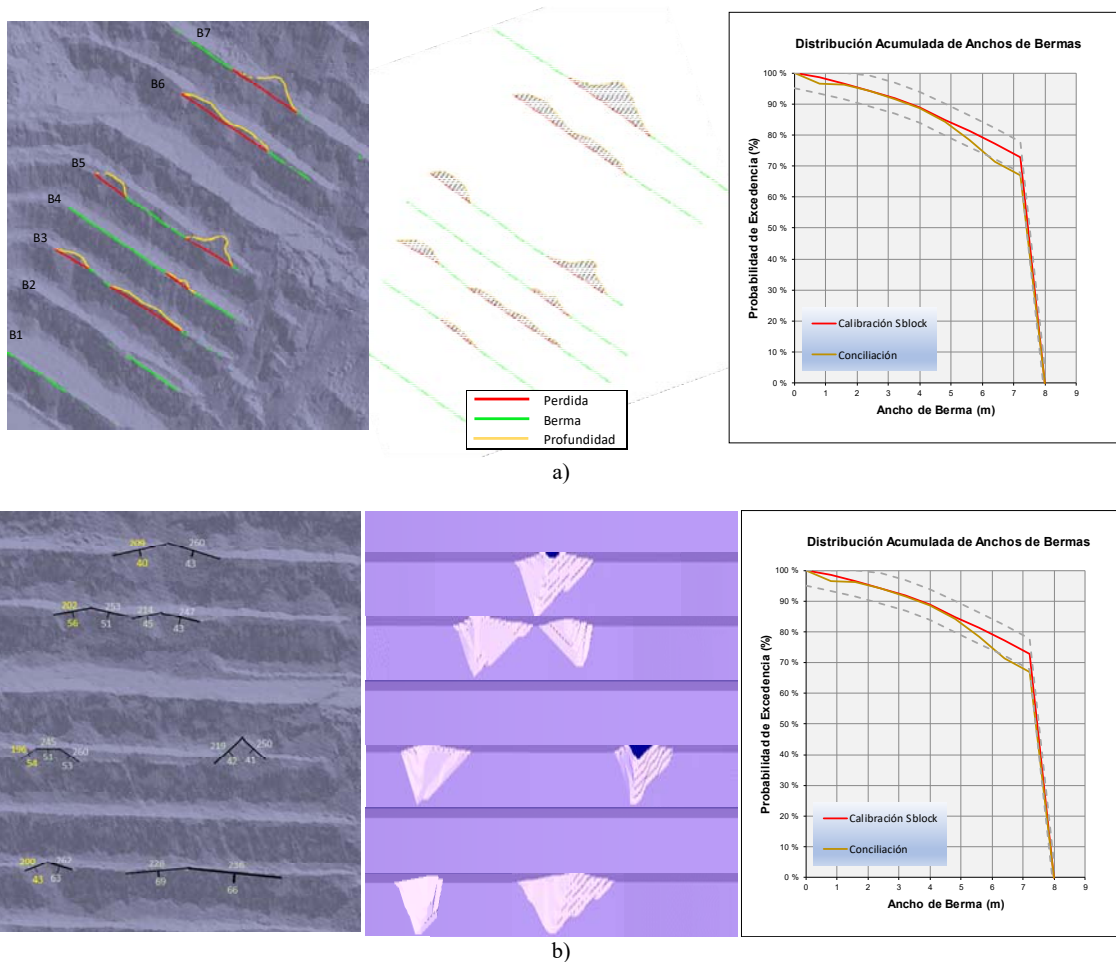 B7
B6
B5
B4
B3
B2
B1
Perdida
Berma
Profundidad
Distribución Acumulada de Anchos de Bermas
Probabilidad de Excedencia (%)
100 %
90 %
80 %
70 %
60 %
50 %
40 %
30 %
20 %
10 %
0 %
Calibración Sblock
Conciliación
0 1 2 3 4 5 6 7 8 9
Ancho de Berma (m)
a)
209 260
40 43
202 253 214 247
56 51 45 43
196 245 260 219 250
54 51 53 42 41
200 262 228
43 63 69 66
Distribución Acumulada de Anchos de Bermas
Probabilidad de Excedencia (%)
100 %
90 %
80 %
70 %
60 %
50 %
40 %
30 %
20 %
10 %
0 %
Calibración Sblock
Conciliación
0 1 2 3 4 5 6 7 8 9
Ancho de Berma (m)
b)